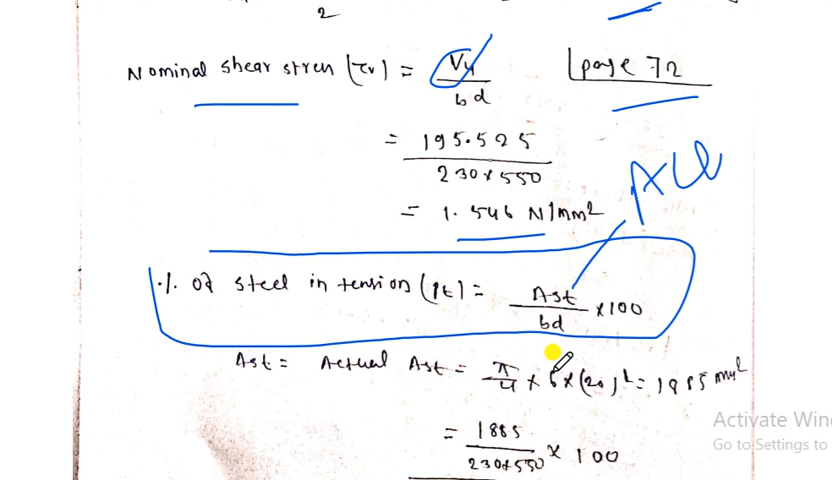 2
Nominal shear stren (τv) = Vu / bd
page 72
= 195.525 / 230×550
= 1.546 N/mm²
·/. of steel in tension (pt) = Ast / bd ×100
Ast = Actual Ast = π/4 × 6 × (20)² = 1985 mm²
= 1885 / 230×550 × 100
Activate Win
Go to Settings to